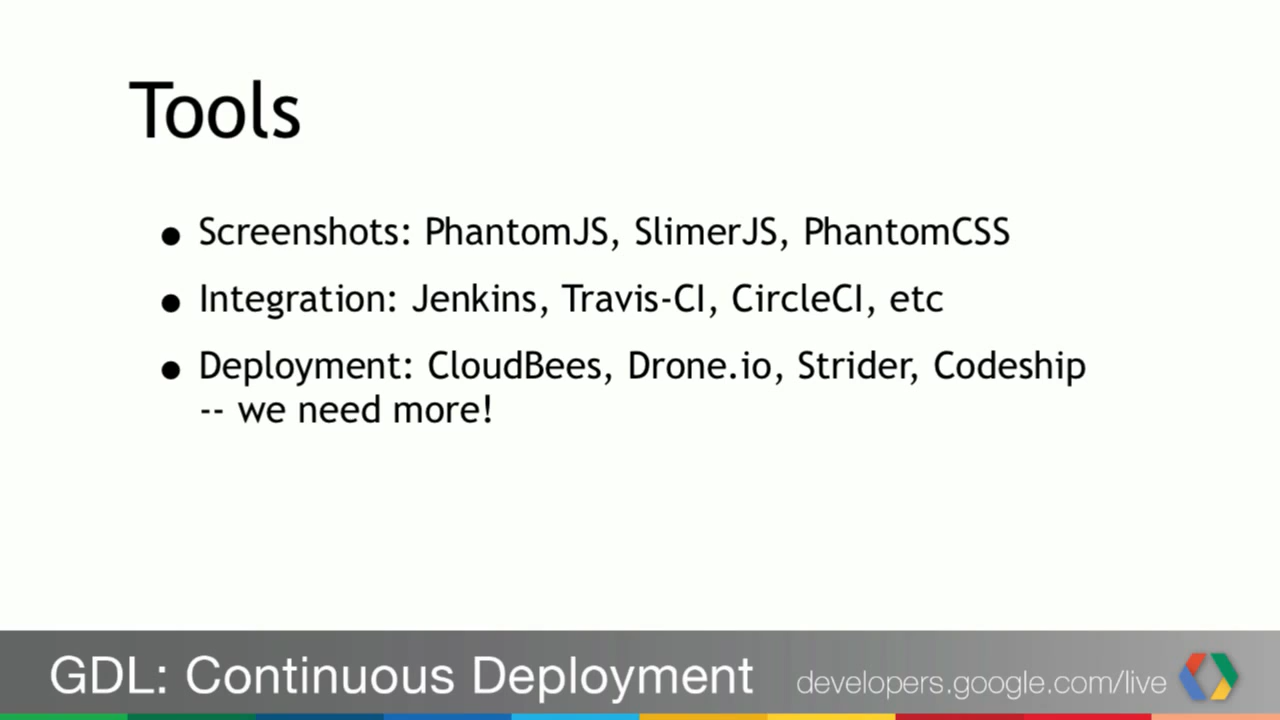 Tools
• Screenshots: PhantomJS, SlimerJS, PhantomCSS
• Integration: Jenkins, Travis-CI, CircleCI, etc
• Deployment: CloudBees, Drone.io, Strider, Codeship
-- we need more!
GDL: Continuous Deployment
developers.google.com/live